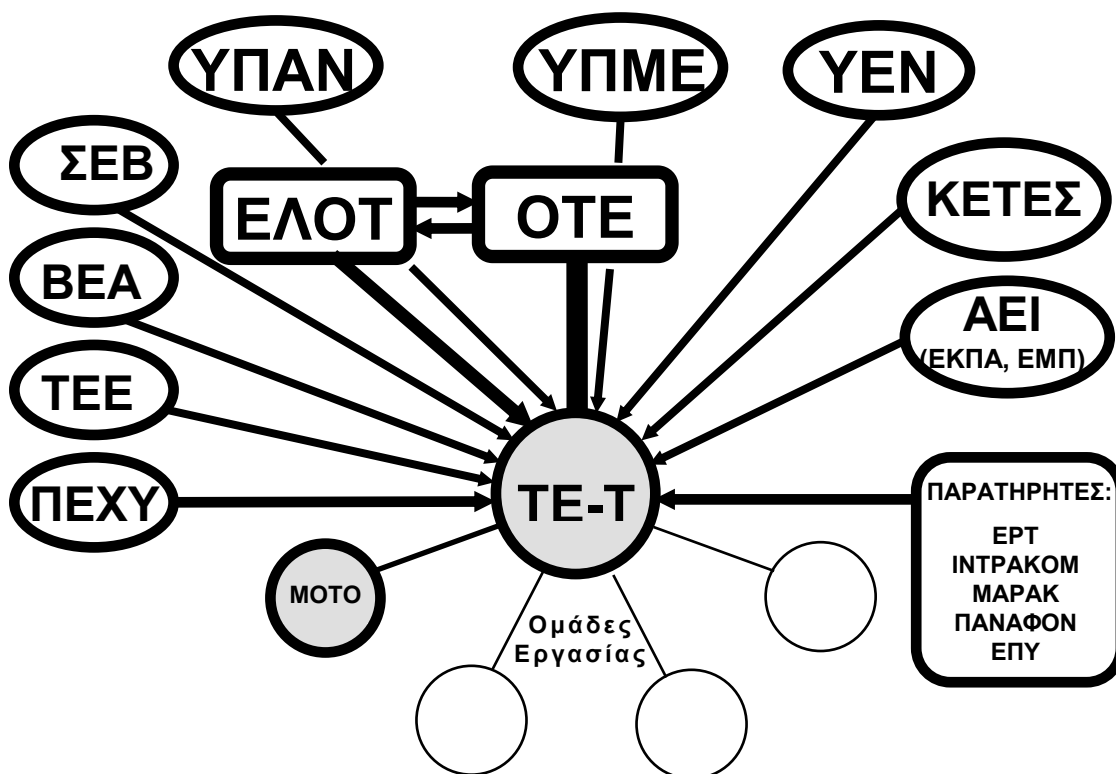 ΥΠΑΝ
ΥΠΜΕ
ΥΕΝ
ΣΕΒ
ΕΛΟΤ
ΟΤΕ
ΚΕΤΕΣ
ΒΕΑ
ΑΕΙ
(ΕΚΠΑ, ΕΜΠ)
ΤΕΕ
ΠΕΧΥ
ΤΕ-Τ
ΠΑΡΑΤΗΡΗΤΕΣ:
ΕΡΤ
ΙΝΤΡΑΚΟΜ
ΜΑΡΑΚ
ΠΑΝΑΦΟΝ
ΕΠΥ
ΜΟΤΟ
Ομάδες
Εργασίας